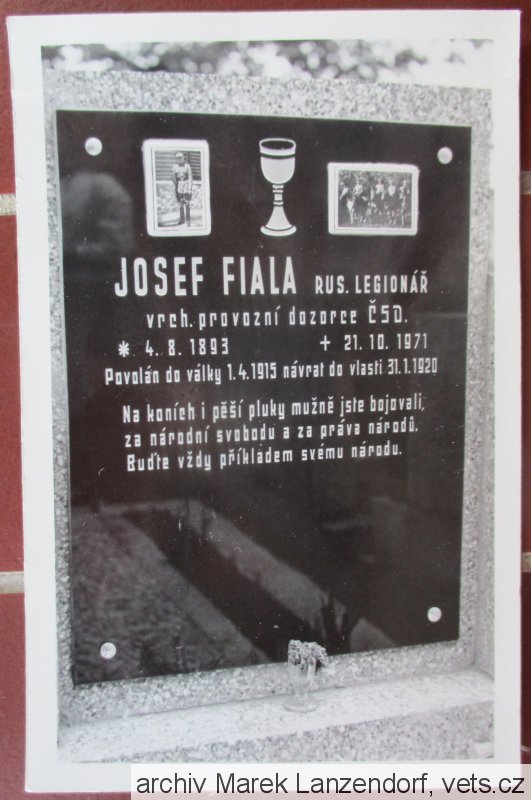 JOSEF FIALA RUS. LEGIONÁŘ
vrch. provozní dozorce ČSD.
* 4. 8. 1893 + 21. 10. 1971
Povolán do války 1.4.1915 návrat do vlasti 31.1.1920
Na koních i pěší pluky mužně jste bojovali,
za národní svobodu a za práva národů.
Buďte vždy příkladem svému národu.
archiv Marek Lanzendorf, vets.cz